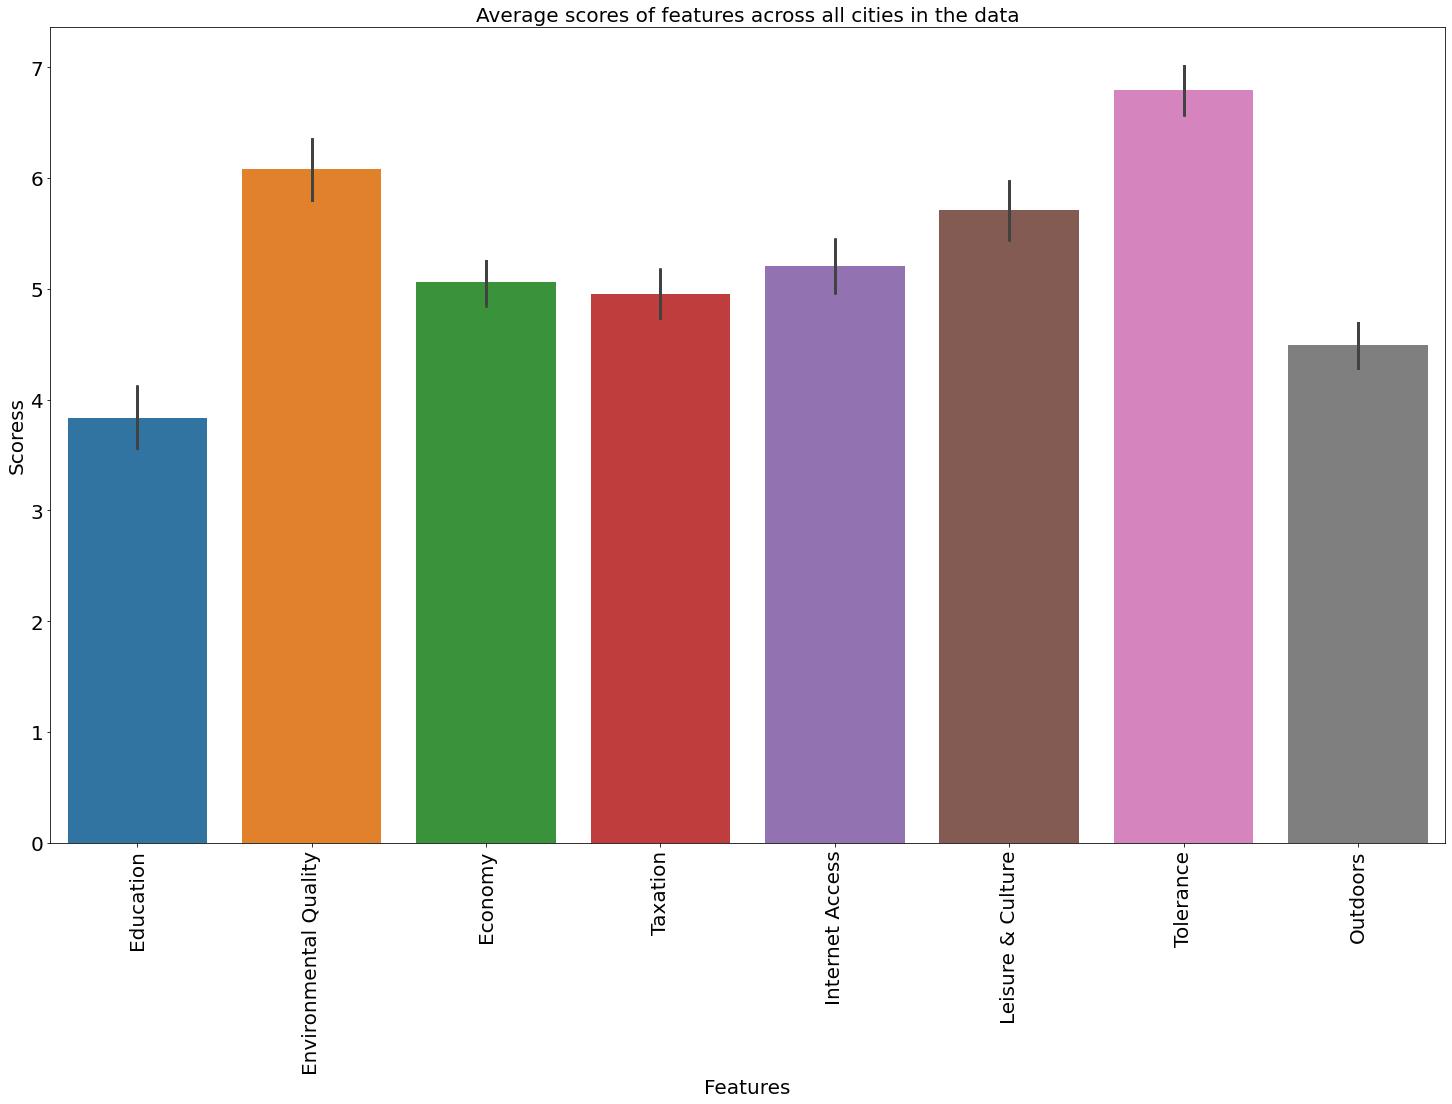 Average scores of features across all cities in the data
7
6
5
4
3
2
1
0
Scoress
Education
Environmental Quality
Economy
Taxation
Internet Access
Leisure & Culture
Tolerance
Outdoors
Features